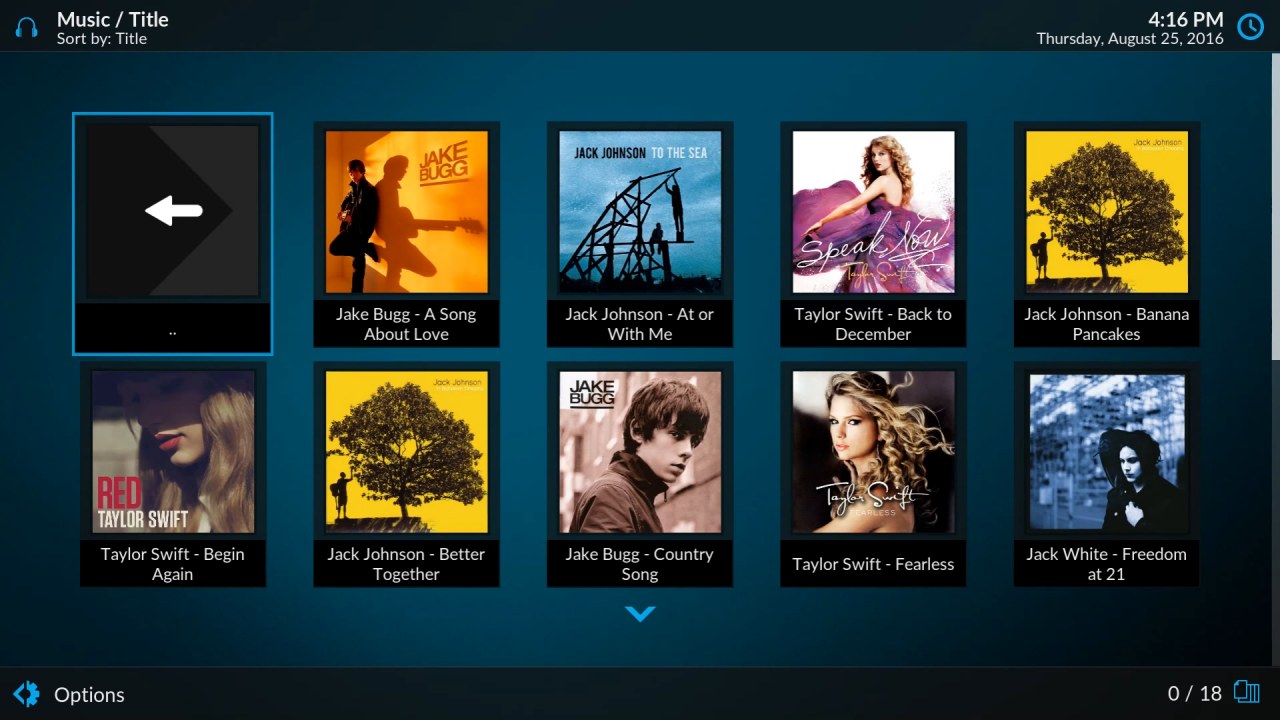 Music / Title
Sort by: Title
4:16 PM
Thursday, August 25, 2016
JAKE
BUGG
JACK JOHNSON TO THE SEA
Speak Now
Taylor Swift
Jack Johnson
..
Jake Bugg - A Song
About Love
Jack Johnson - At or
With Me
Taylor Swift - Back to
December
Jack Johnson - Banana
Pancakes
RED
TAYLOR SWIFT
Jack Johnson
JAKE
BUGG
Taylor Swift
FEARLESS
Taylor Swift - Begin
Again
Jack Johnson - Better
Together
Jake Bugg - Country
Song
Taylor Swift - Fearless
Jack White - Freedom
at 21
Options
0 / 18